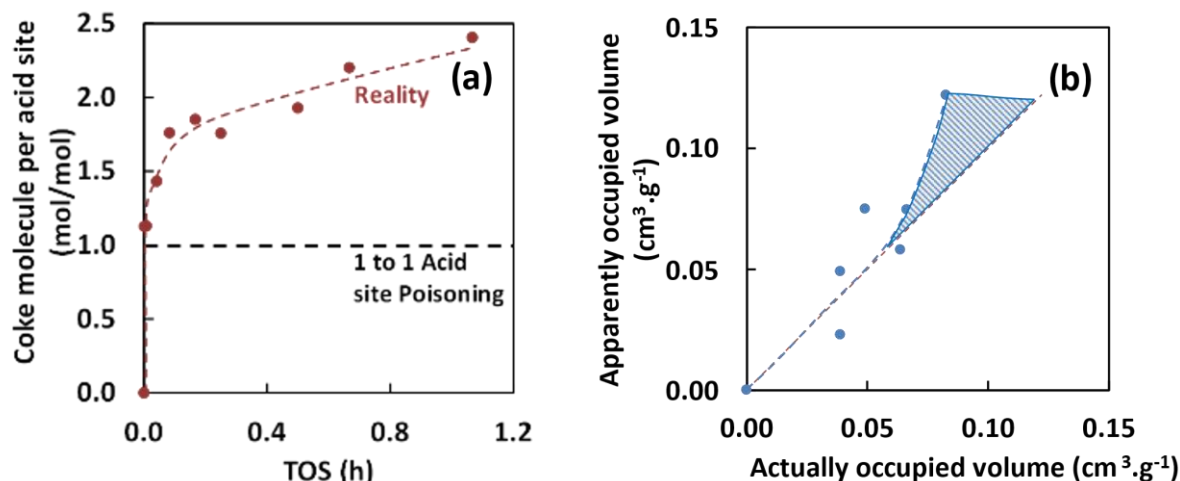 Coke molecule per acid site
(mol/mol)
2.5
2.0
1.5
1.0
0.5
0.0
(a)
Reality
1 to 1 Acid
site Poisoning
0.0 0.4 0.8 1.2
TOS (h)
Apparently occupied volume
(cm³.g⁻¹)
0.15
0.10
0.05
0.00
(b)
0.00 0.05 0.10 0.15
Actually occupied volume (cm³.g⁻¹)